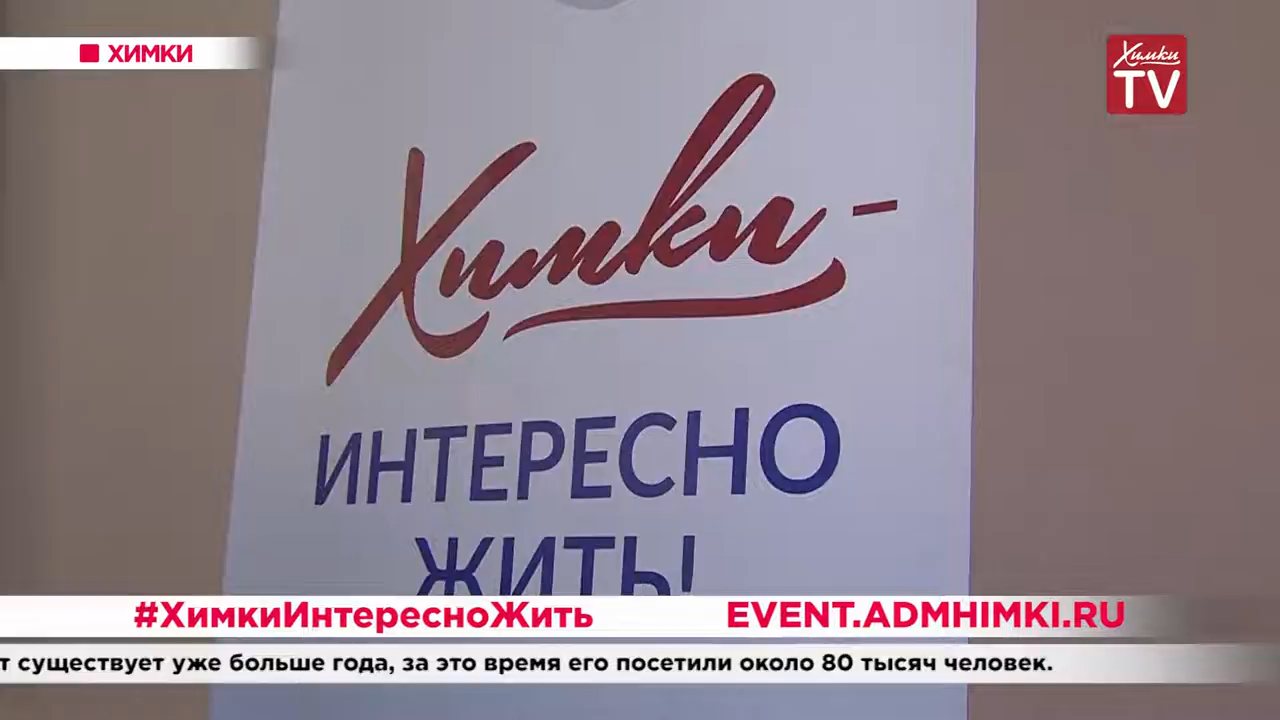 ХИМКИ
Химки
TV
Химки -
ИНТЕРЕСНО
ЖИТЬ!
#ХимкиИнтересноЖить
EVENT.ADMHIMKI.RU
т существует уже больше года, за это время его посетили около 80 тысяч человек.